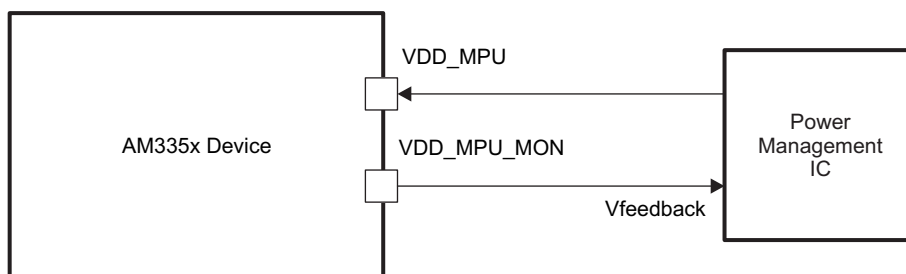 VDD_MPU
AM335x Device
VDD_MPU_MON
Vfeedback
Power
Management
IC